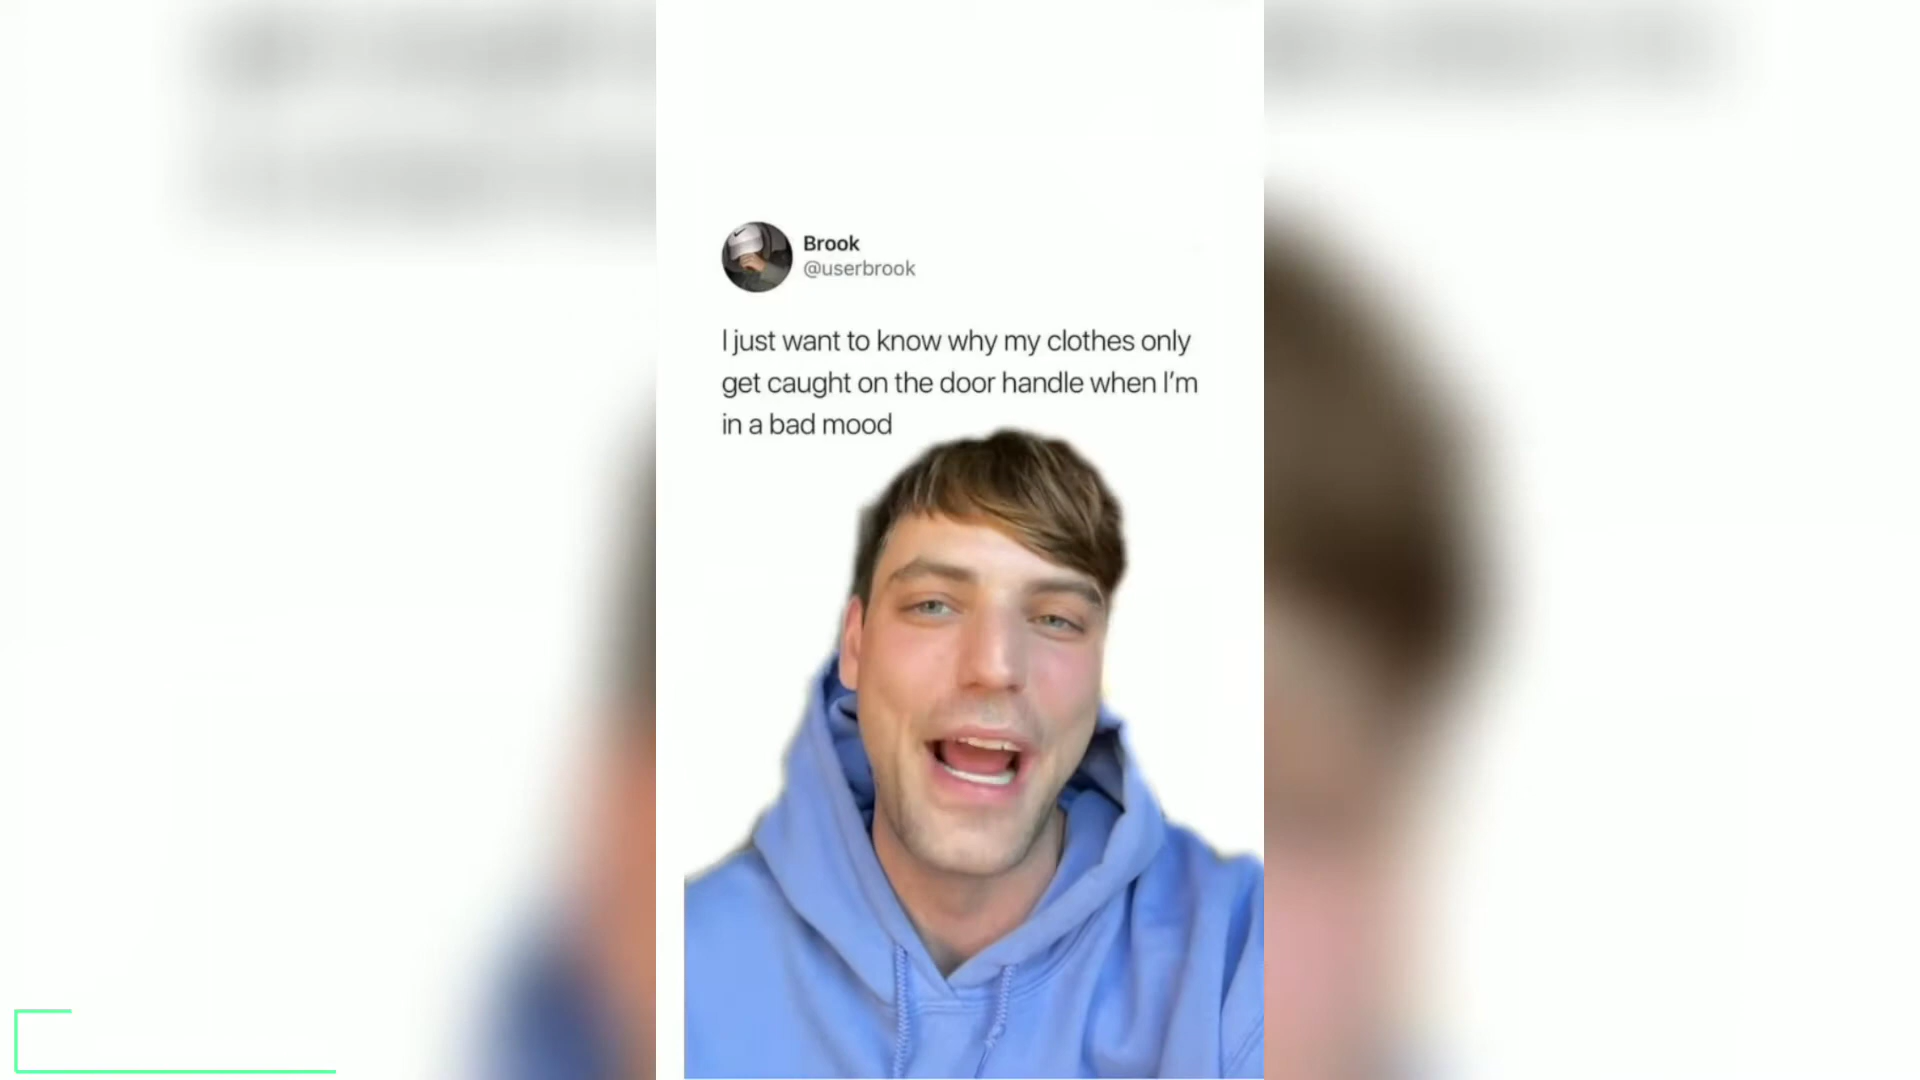 Brook
@userbrook
I just want to know why my clothes only
get caught on the door handle when I’m
in a bad mood